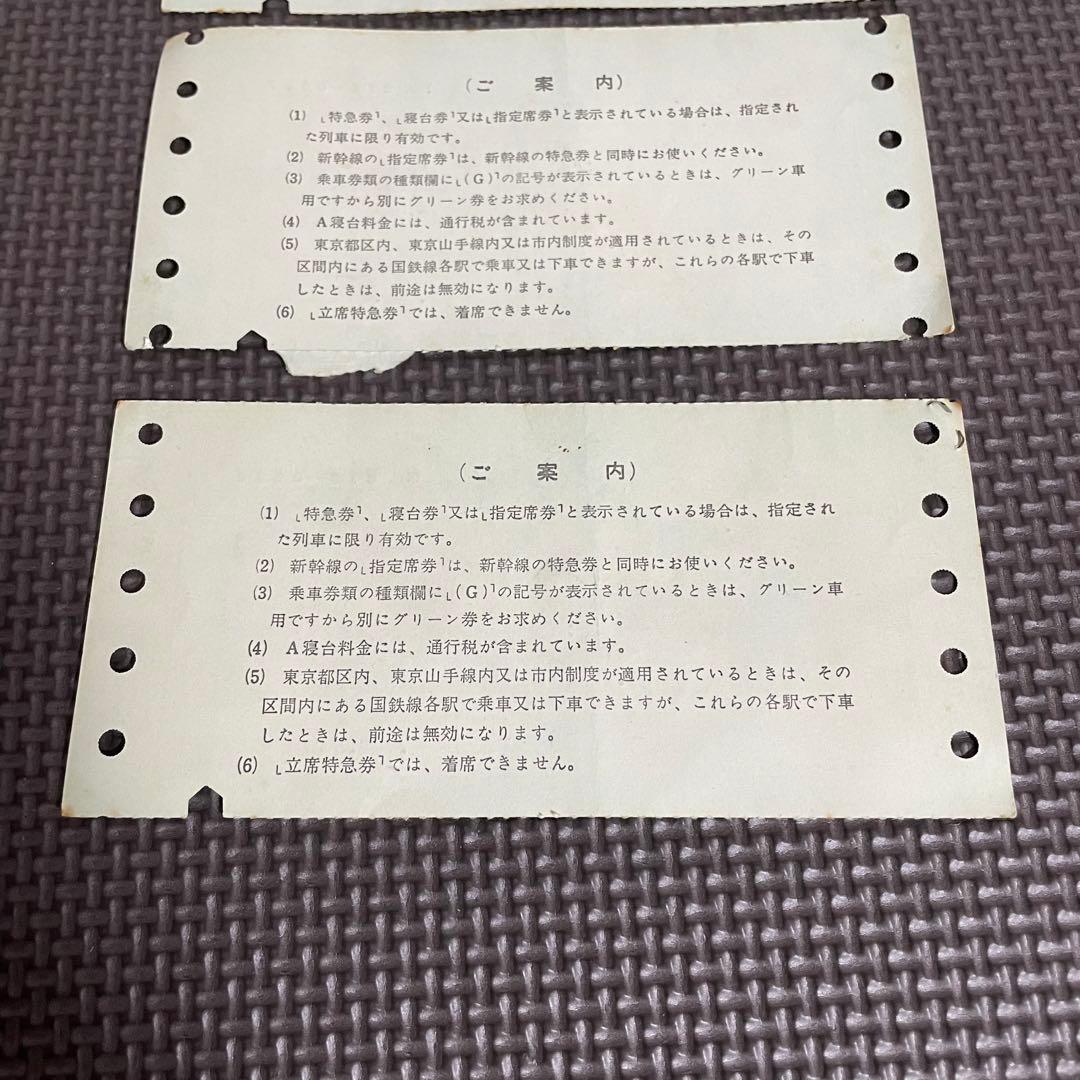 (ご 案 内)
(1) ｢特急券｣、｢寝台券｣又は｢指定席券｣と表示されている場合は、指定され
た列車に限り有効です。
(2) 新幹線の｢指定席券｣は、新幹線の特急券と同時にお使いください。
(3) 乗車券類の種類欄に｢(G)｣の記号が表示されているときは、グリーン車
用ですから別にグリーン券をお求めください。
(4) A寝台料金には、通行税が含まれています。
(5) 東京都区内、東京山手線内又は市内制度が適用されているときは、その
区間内にある国鉄線各駅で乗車又は下車できますが、これらの各駅で下車
したときは、前途は無効になります。
(6) ｢立席特急券｣では、着席できません。
(ご 案 内)
(1) ｢特急券｣、｢寝台券｣又は｢指定席券｣と表示されている場合は、指定され
た列車に限り有効です。
(2) 新幹線の｢指定席券｣は、新幹線の特急券と同時にお使いください。
(3) 乗車券類の種類欄に｢(G)｣の記号が表示されているときは、グリーン車
用ですから別にグリーン券をお求めください。
(4) A寝台料金には、通行税が含まれています。
(5) 東京都区内、東京山手線内又は市内制度が適用されているときは、その
区間内にある国鉄線各駅で乗車又は下車できますが、これらの各駅で下車
したときは、前途は無効になります。
(6) ｢立席特急券｣では、着席できません。